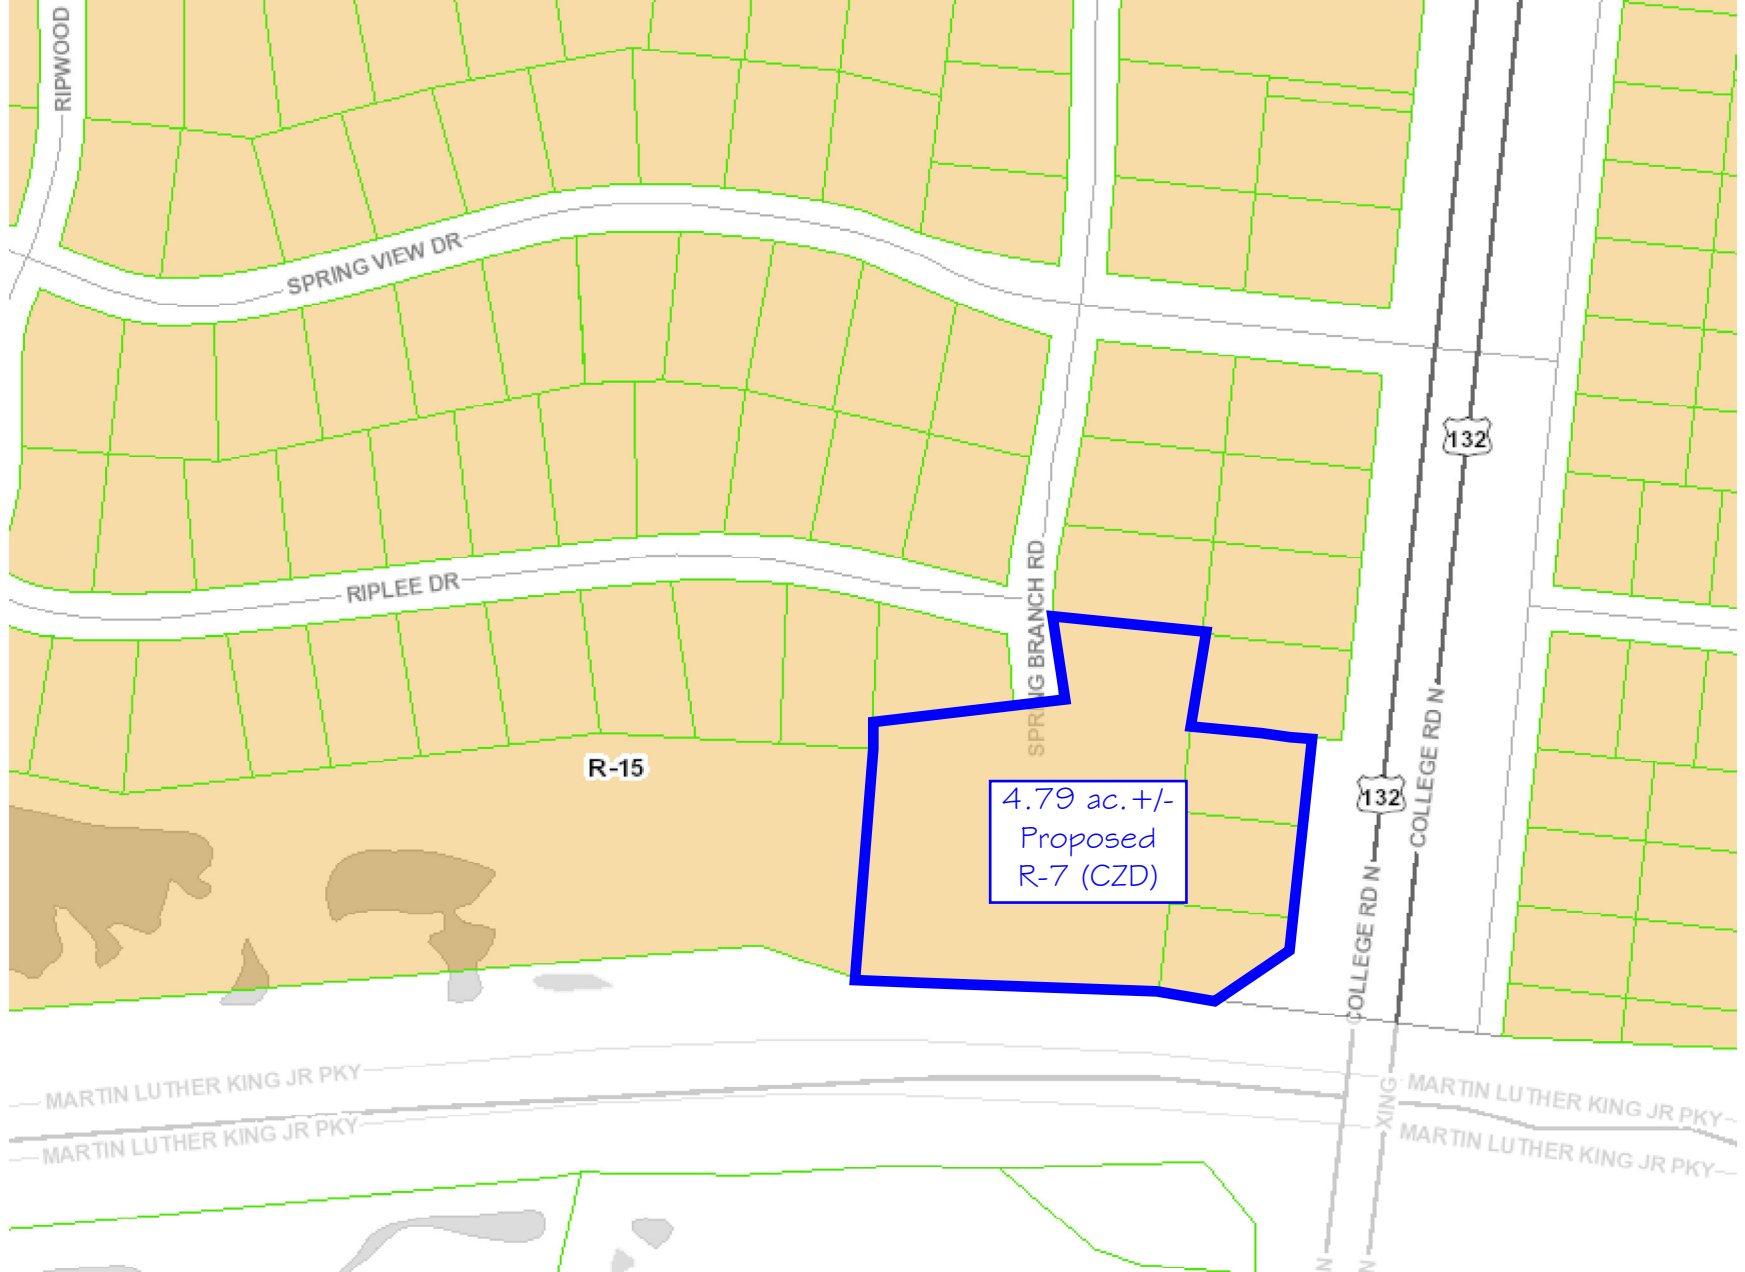 RIPWOOD
SPRING VIEW DR
132
RIPLEE DR
SPRING BRANCH RD
COLLEGE RD N
R-15
4.79 ac.+/-
Proposed
R-7 (CZD)
132
COLLEGE RD N
MARTIN LUTHER KING JR PKY
MARTIN LUTHER KING JR PKY
XING
MARTIN LUTHER KING JR PKY
MARTIN LUTHER KING JR PKY
N
N